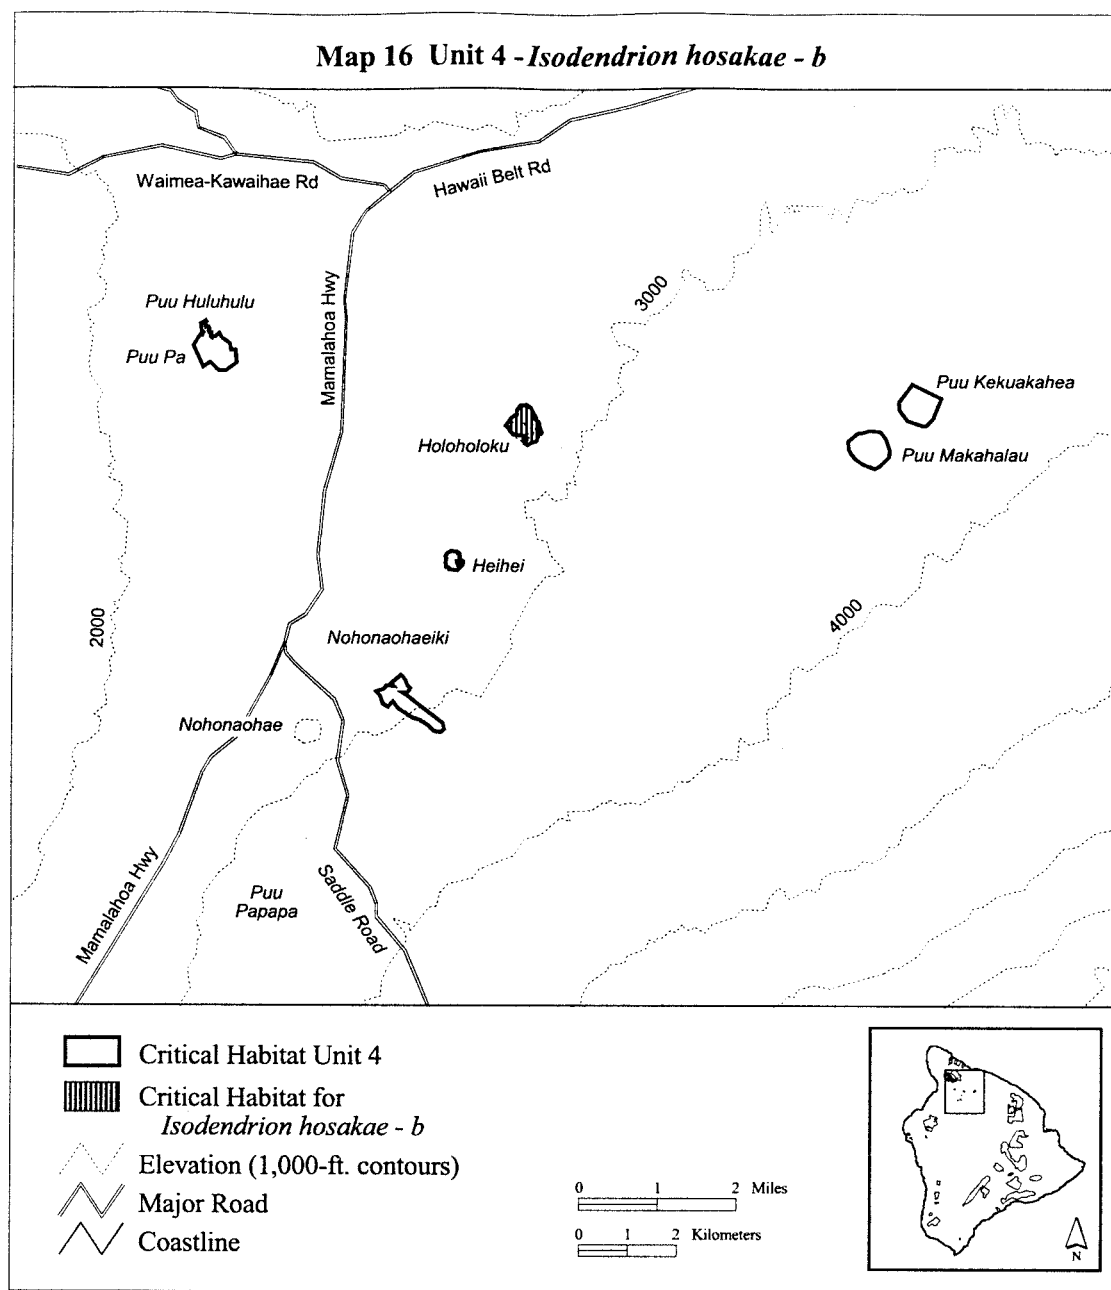 Map 16 Unit 4 - Isodendrion hosakae - b
Waimea-Kawaihae Rd
Hawaii Belt Rd
Mamalahoa Hwy
3000
Puu Huluhulu
Puu Pa
Puu Kekuakahea
Holoholoku
Puu Makahalau
Heihei
2000
4000
Nohonaohaeiki
Nohonaohae
Mamalahoa Hwy
Puu
Papapa
Saddle Road
Critical Habitat Unit 4
Critical Habitat for
Isodendrion hosakae - b
Elevation (1,000-ft. contours)
Major Road
Coastline
0 1 2 Miles
0 1 2 Kilometers
N